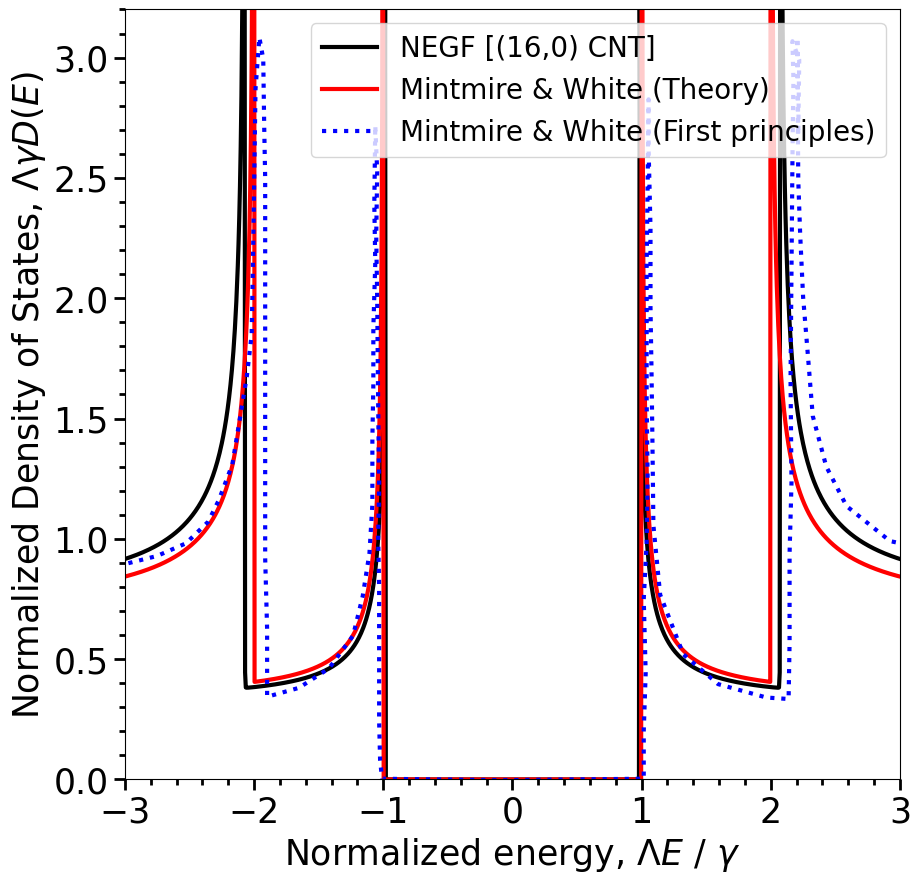 NEGF [(16,0) CNT]
Mintmire & White (Theory)
Mintmire & White (First principles)
Normalized Density of States, ΛγD(E)
3.0
2.5
2.0
1.5
1.0
0.5
0.0
−3 −2 −1 0 1 2 3
Normalized energy, ΛE / γ